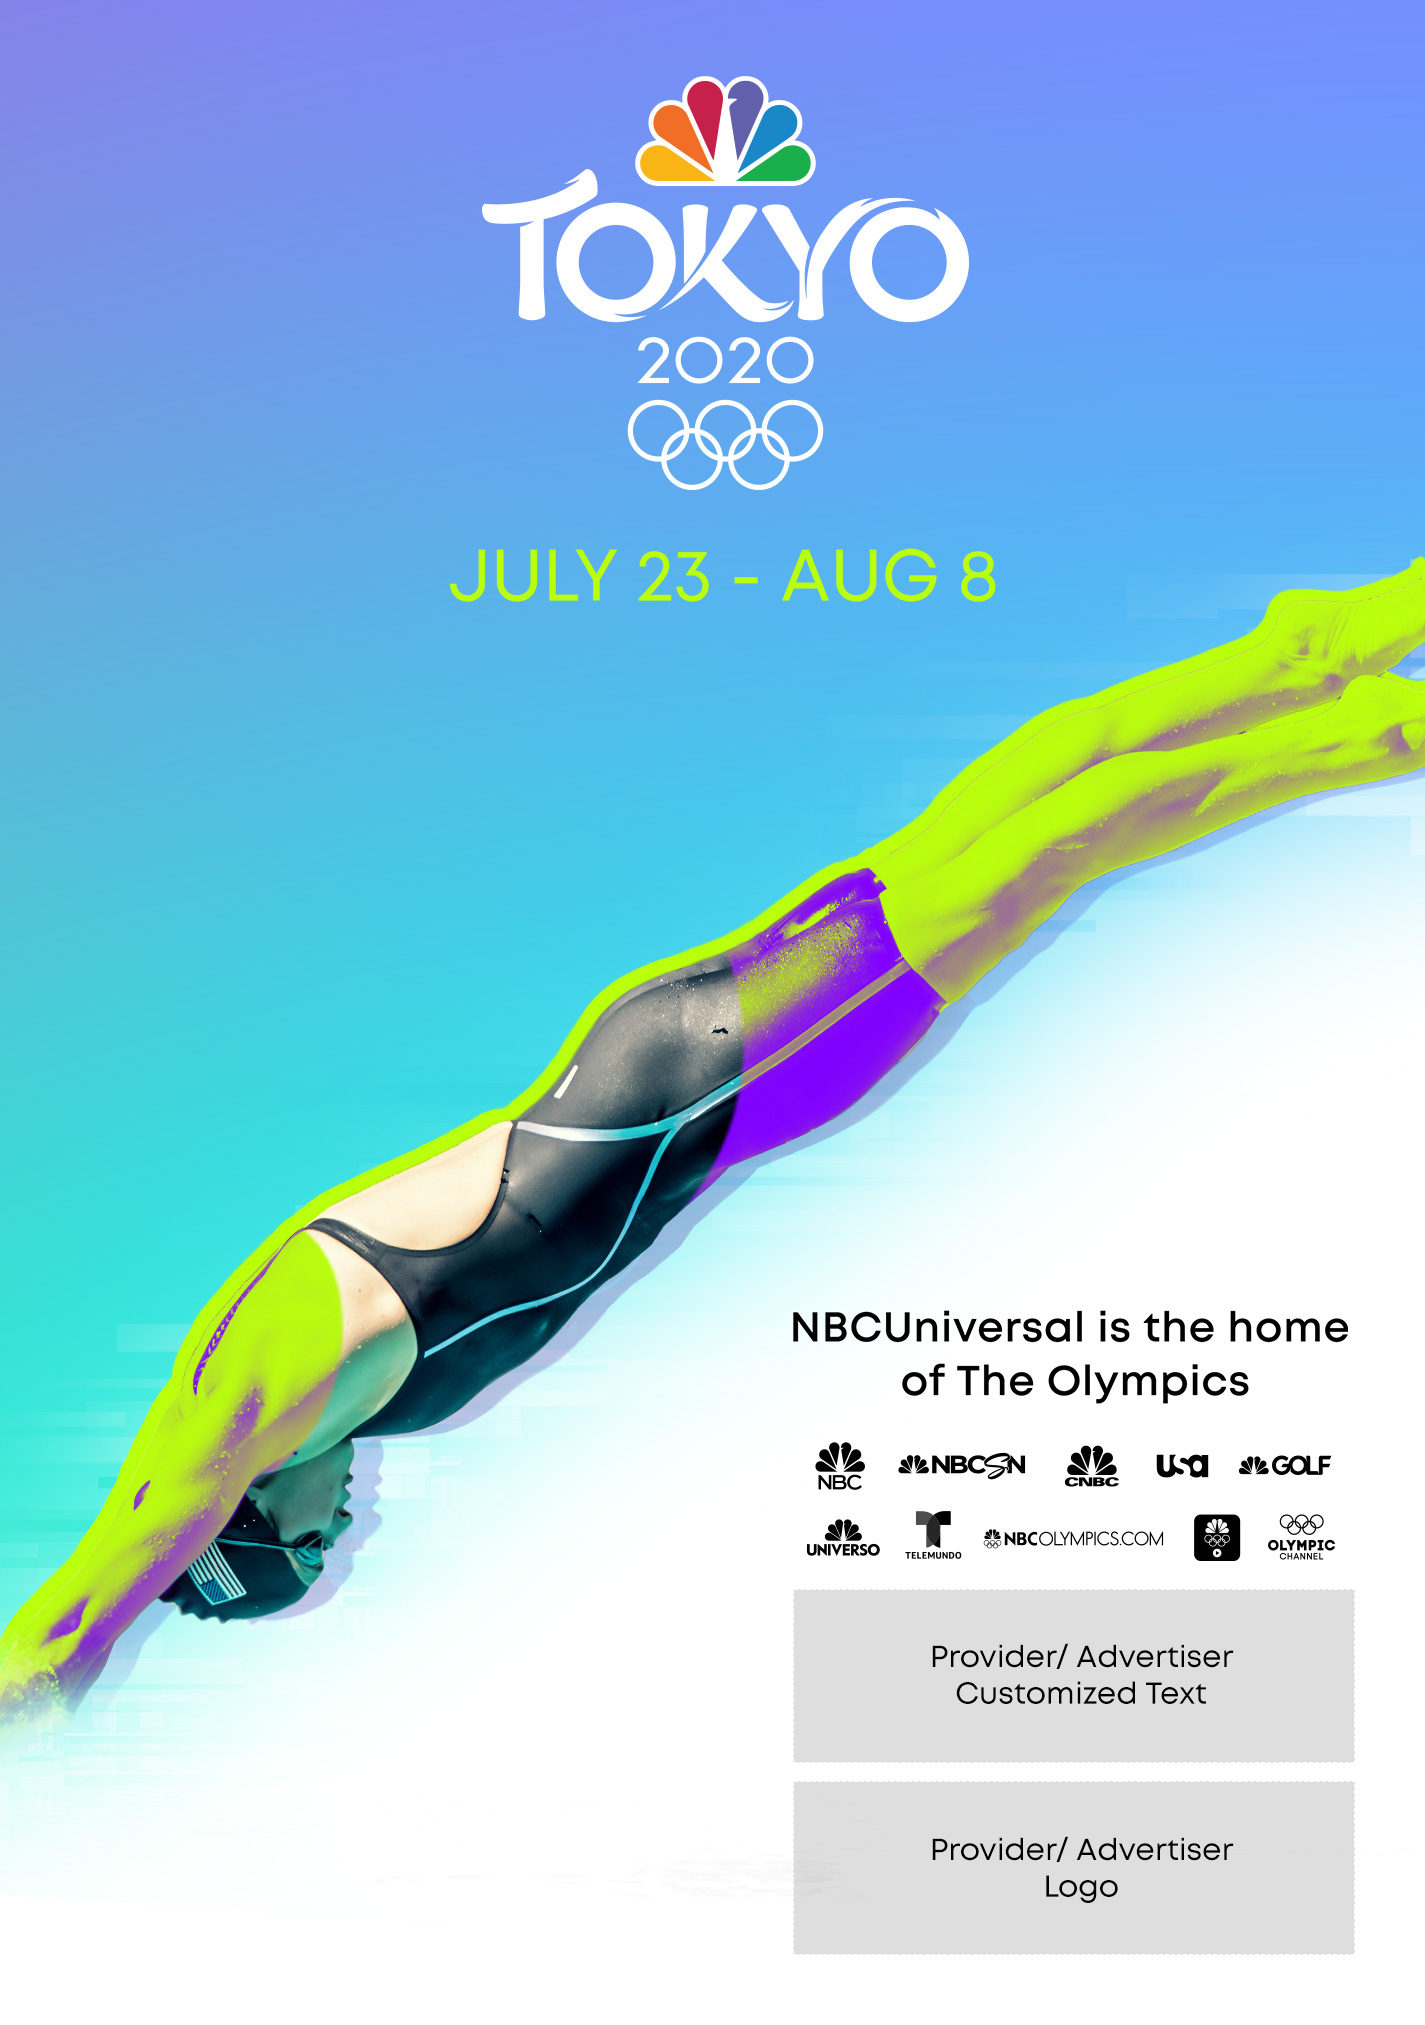 TOKYO
2020
JULY 23 - AUG 8
NBCUniversal is the home
of The Olympics
NBC NBCSN CNBC USA GOLF
UNIVERSO TELEMUNDO NBCOLYMPICS.COM OLYMPIC CHANNEL
Provider/ Advertiser
Customized Text
Provider/ Advertiser
Logo